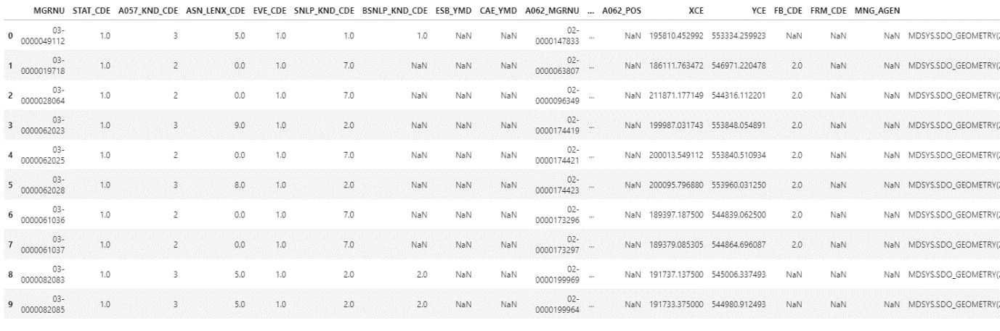 MGRNU STAT_CDE A057_KND_CDE ASN_LENX_CDE EVE_CDE SNLP_KND_CDE BSNLP_KND_CDE ESB_YMD CAE_YMD A062_MGRNU ... A062_POS XCE YCE FB_CDE FRM_CDE MNG_AGEN
0 03-0000049112 1.0 3 5.0 1.0 1.0 1.0 NaN NaN 02-0000147833 ... NaN 195810.452992 553334.259923 NaN NaN NaN MDSYS.SDO_GEOMETRY(2
1 03-0000019718 1.0 2 0.0 1.0 7.0 NaN NaN NaN 02-0000063807 ... NaN 186111.763472 546971.220478 2.0 NaN NaN MDSYS.SDO_GEOMETRY(2
2 03-0000028064 1.0 2 0.0 1.0 7.0 NaN NaN NaN 02-0000096349 ... NaN 211871.177149 544316.112201 2.0 NaN NaN MDSYS.SDO_GEOMETRY(2
3 03-0000062023 1.0 3 9.0 1.0 2.0 NaN NaN NaN 02-0000174419 ... NaN 199987.031743 553848.054891 2.0 NaN NaN MDSYS.SDO_GEOMETRY(2
4 03-0000062025 1.0 2 0.0 1.0 7.0 NaN NaN NaN 02-0000174421 ... NaN 200013.549112 553840.510934 2.0 NaN NaN MDSYS.SDO_GEOMETRY(2
5 03-0000062028 1.0 3 8.0 1.0 2.0 NaN NaN NaN 02-0000174423 ... NaN 200095.796880 553960.031250 2.0 NaN NaN MDSYS.SDO_GEOMETRY(2
6 03-0000061036 1.0 2 0.0 1.0 7.0 NaN NaN NaN 02-0000173296 ... NaN 189397.187500 544839.062500 2.0 NaN NaN MDSYS.SDO_GEOMETRY(2
7 03-0000061037 1.0 2 0.0 1.0 7.0 NaN NaN NaN 02-0000173297 ... NaN 189379.085305 544864.696087 2.0 NaN NaN MDSYS.SDO_GEOMETRY(2
8 03-0000082083 1.0 3 5.0 1.0 2.0 2.0 NaN NaN 02-0000199969 ... NaN 191737.137500 545006.337493 NaN NaN NaN MDSYS.SDO_GEOMETRY(2
9 03-0000082085 1.0 3 5.0 1.0 2.0 2.0 NaN NaN 02-0000199964 ... NaN 191733.375000 544980.912493 NaN NaN NaN MDSYS.SDO_GEOMETRY(2